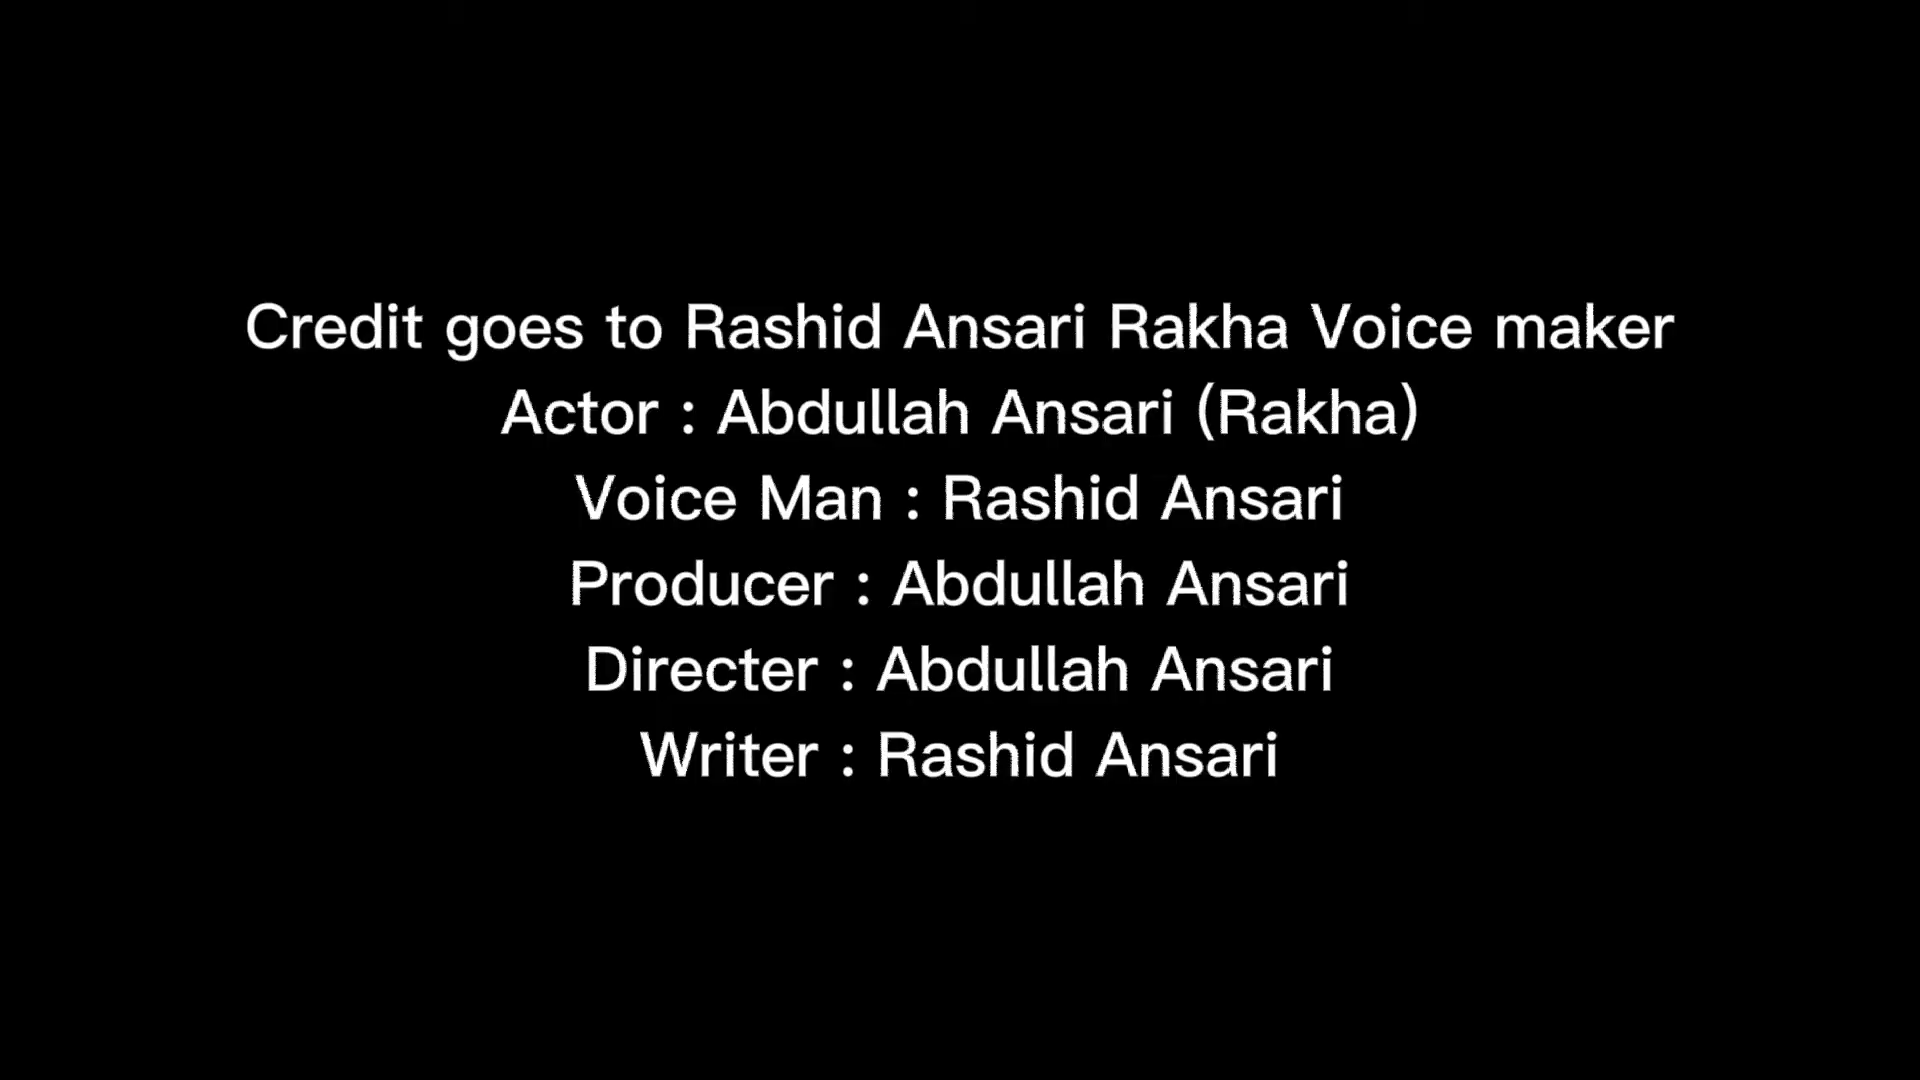 Credit goes to Rashid Ansari Rakha Voice maker
Actor : Abdullah Ansari (Rakha)
Voice Man : Rashid Ansari
Producer : Abdullah Ansari
Directer : Abdullah Ansari
Writer : Rashid Ansari